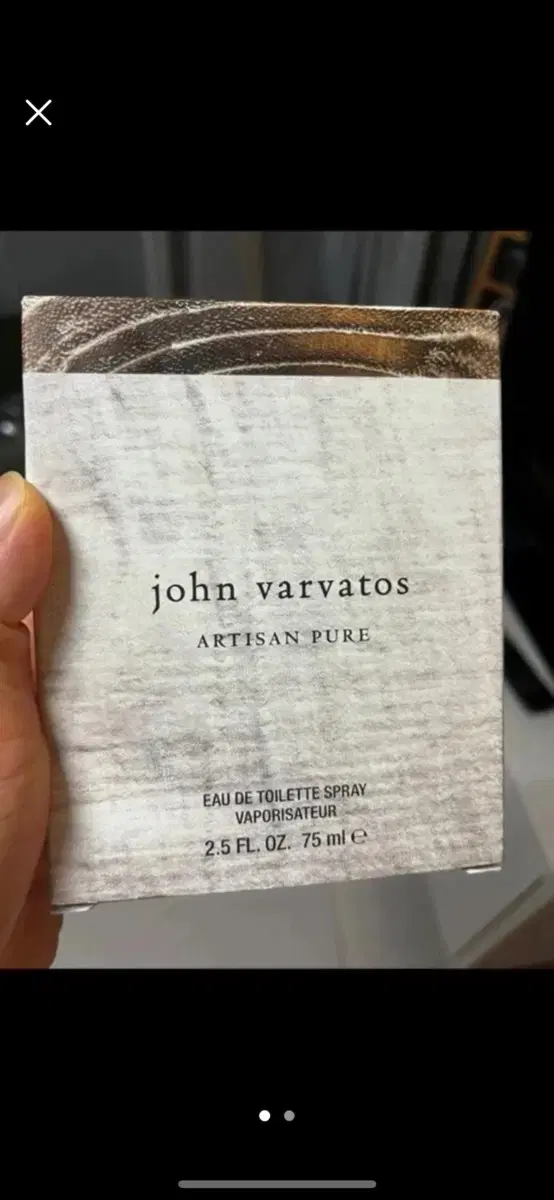 john varvatos
ARTISAN PURE
EAU DE TOILETTE SPRAY
VAPORISATEUR
2.5 FL. OZ. 75 ml ℮